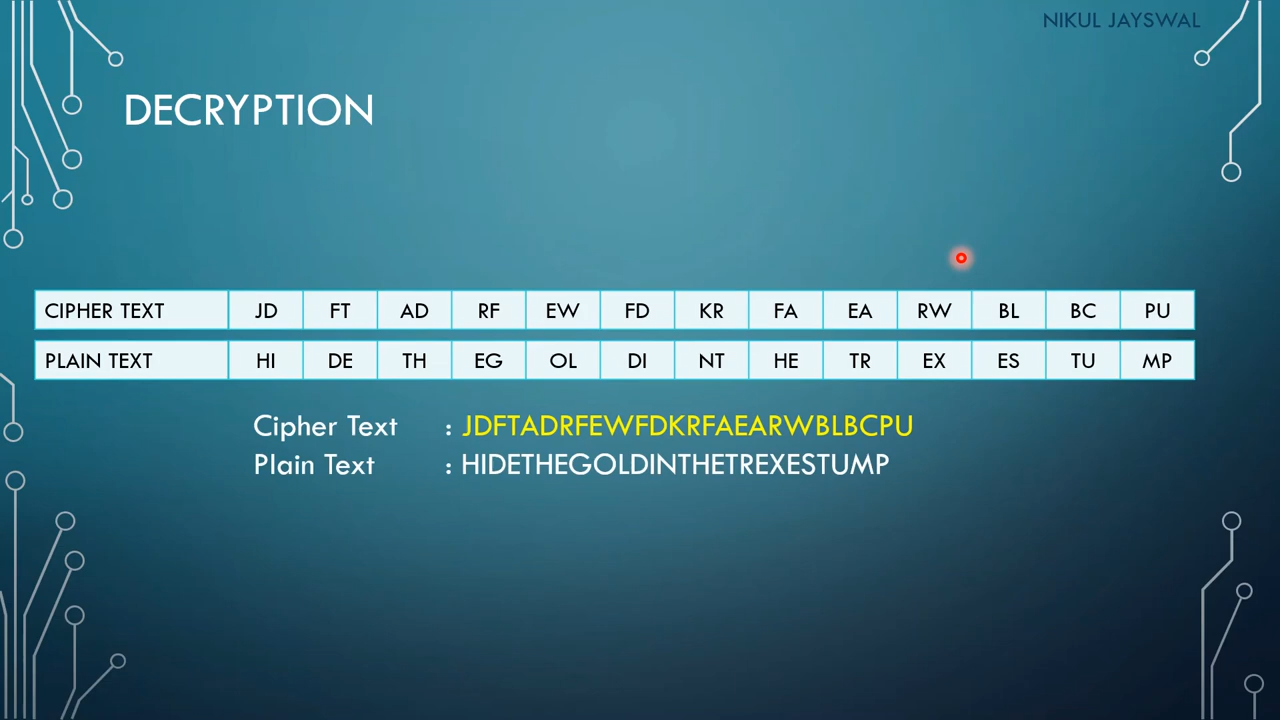 NIKUL JAYSWAL
DECRYPTION
CIPHER TEXT JD FT AD RF EW FD KR FA EA RW BL BC PU
PLAIN TEXT HI DE TH EG OL DI NT HE TR EX ES TU MP
Cipher Text : JDFTADRFEWFDKRFAEARWBLBCPU
Plain Text : HIDETHEGOLDINTHETREXESTUMP